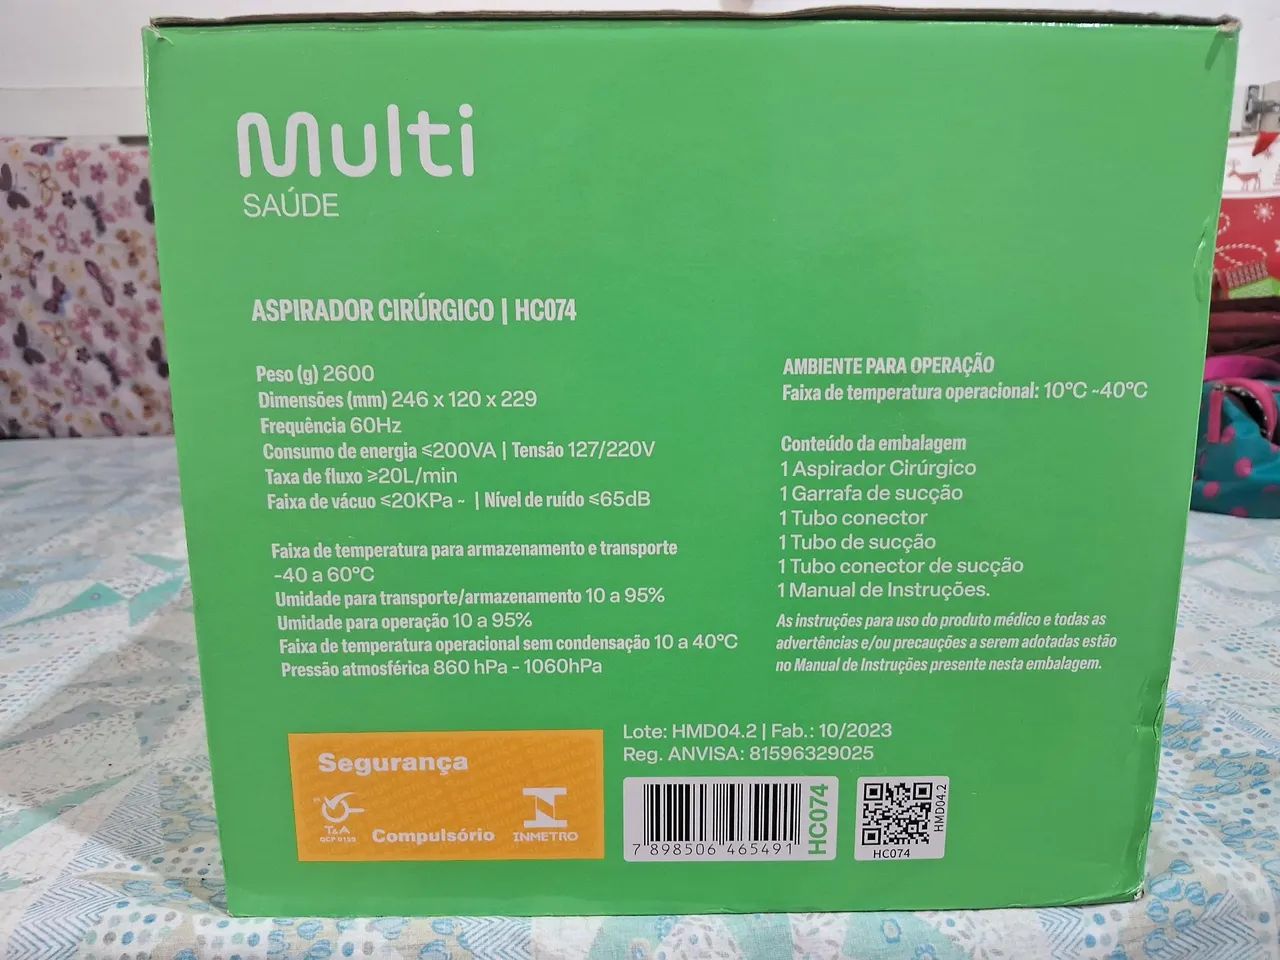 Multi
SAÚDE
ASPIRADOR CIRÚRGICO | HC074
Peso (g) 2600
Dimensões (mm) 246 x 120 x 229
Frequência 60Hz
Consumo de energia ≤200VA | Tensão 127/220V
Taxa de fluxo ≥20L/min
Faixa de vácuo ≤20KPa ~ | Nível de ruído ≤65dB
Faixa de temperatura para armazenamento e transporte
-40 a 60°C
Umidade para transporte/armazenamento 10 a 95%
Umidade para operação 10 a 95%
Faixa de temperatura operacional sem condensação 10 a 40°C
Pressão atmosférica 860 hPa - 1060hPa
AMBIENTE PARA OPERAÇÃO
Faixa de temperatura operacional: 10°C ~40°C
Conteúdo da embalagem
1 Aspirador Cirúrgico
1 Garrafa de sucção
1 Tubo conector
1 Tubo de sucção
1 Tubo conector de sucção
1 Manual de Instruções.
As instruções para uso do produto médico e todas as
advertências e/ou precauções a serem adotadas estão
no Manual de Instruções presente nesta embalagem.
Segurança
T&A
OCP 0153
Compulsório
INMETRO
Lote: HMD04.2 | Fab.: 10/2023
Reg. ANVISA: 81596329025
7 898506 465491
HC074
HC074
HMD04.2